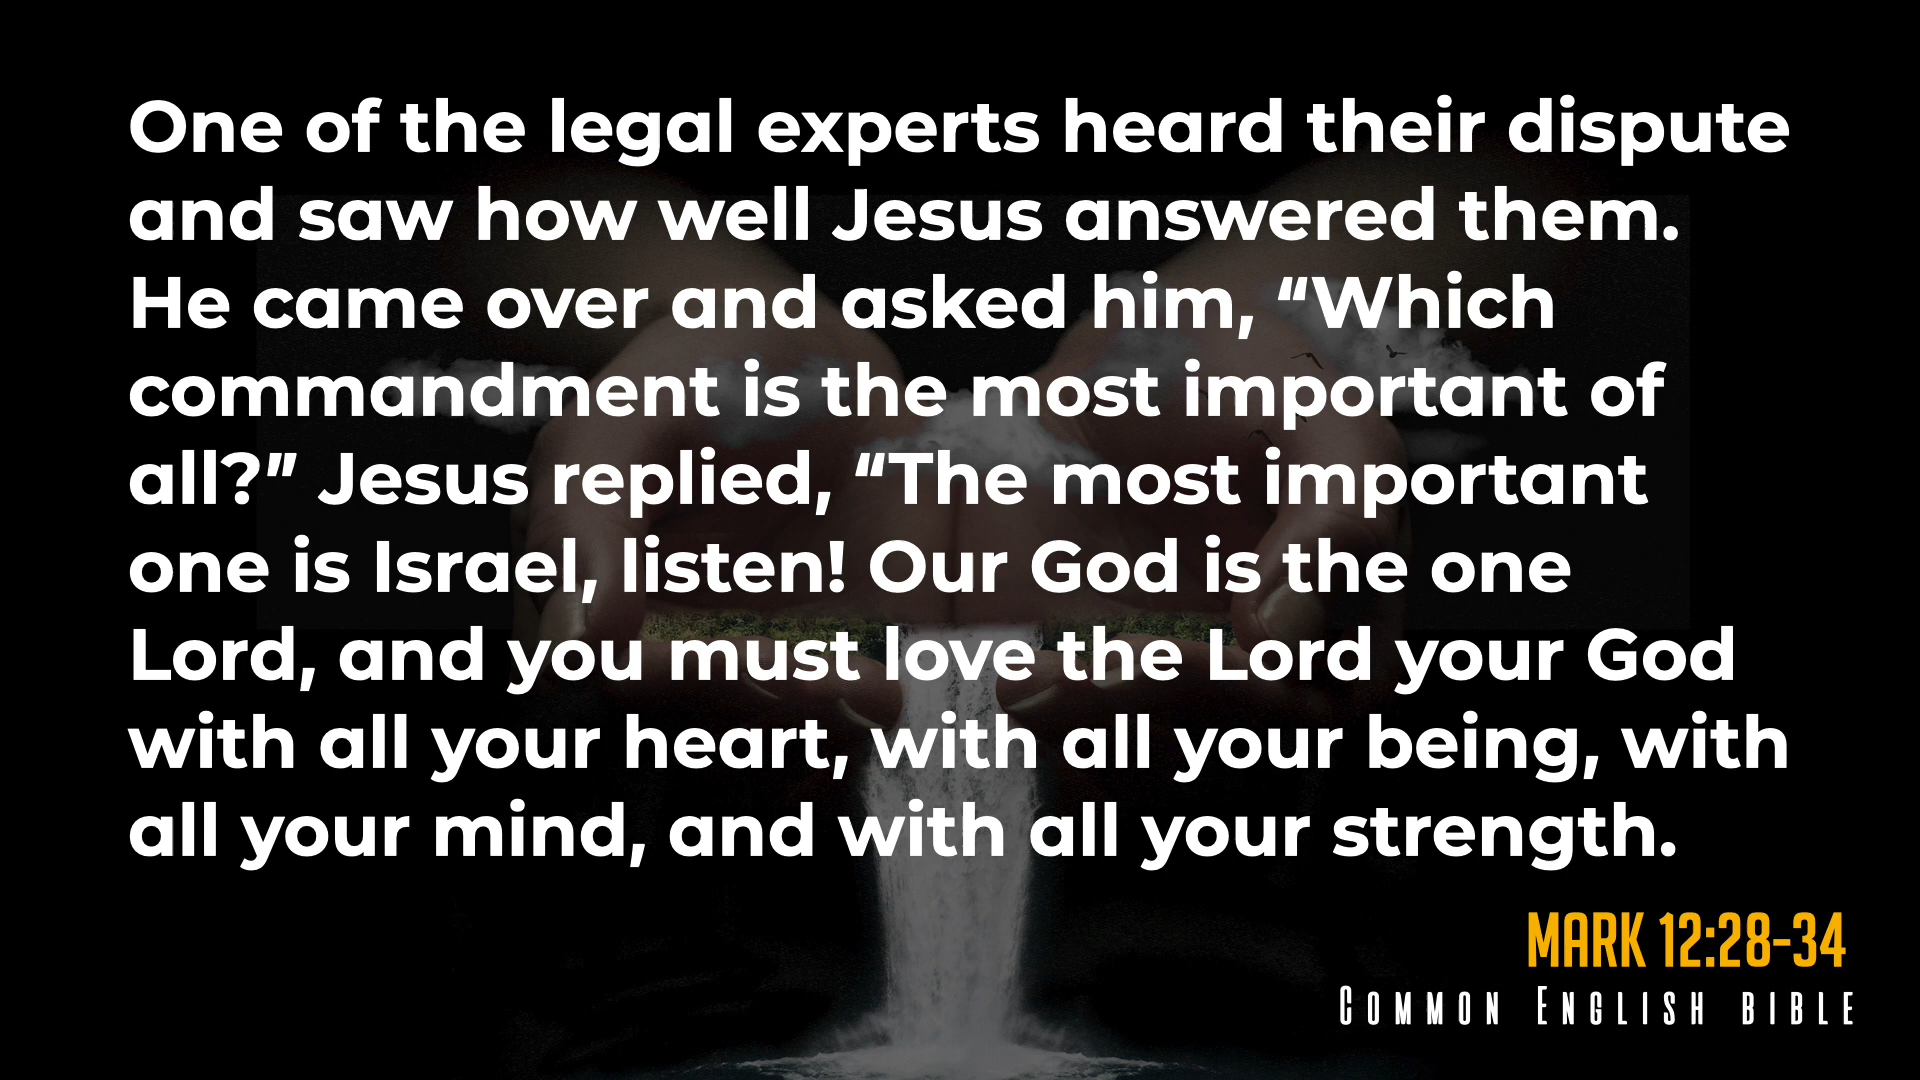 One of the legal experts heard their dispute
and saw how well Jesus answered them.
He came over and asked him, “Which
commandment is the most important of
all?” Jesus replied, “The most important
one is Israel, listen! Our God is the one
Lord, and you must love the Lord your God
with all your heart, with all your being, with
all your mind, and with all your strength.
MARK 12:28-34
COMMON ENGLISH BIBLE